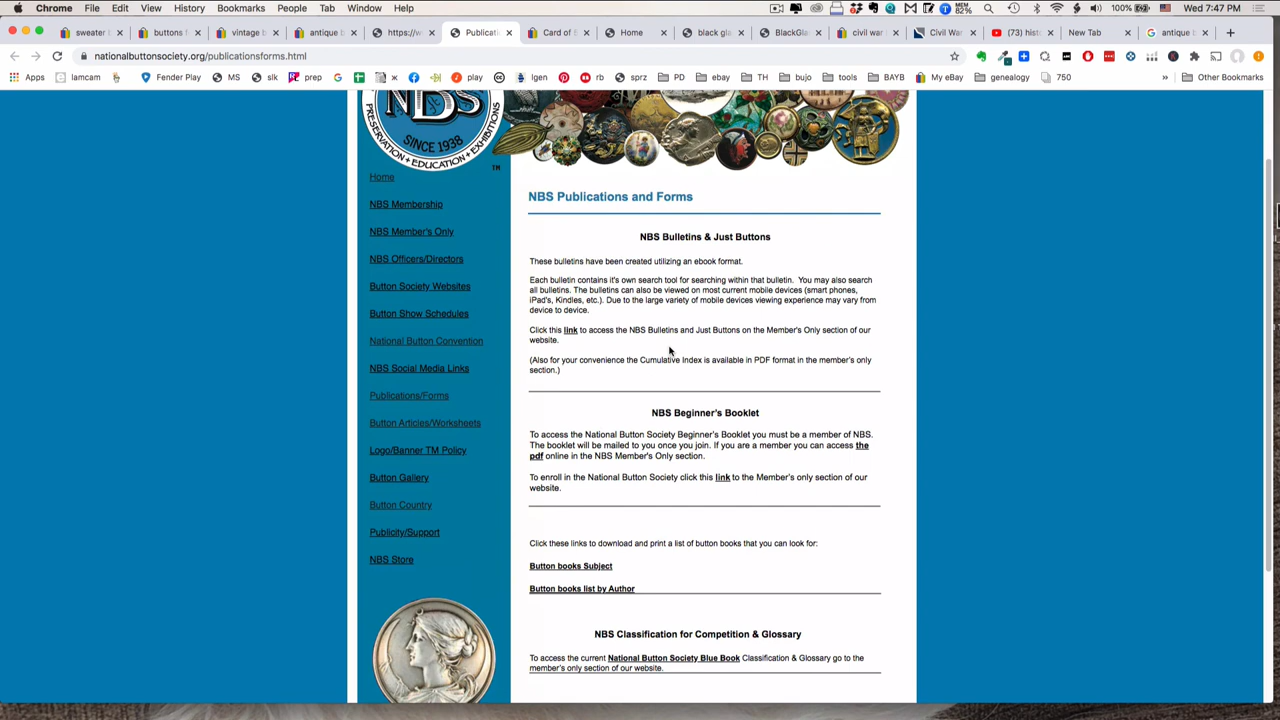 Chrome File Edit View History Bookmarks People Tab Window Help MEM 82% 100% Wed 7:47 PM
sweater b buttons f vintage b antique b https://w Publicati Card of B Home black gla BlackGla civil war Civil War (73) his New Tab antique b
nationalbuttonsociety.org/publicationsforms.html
Apps lamcam Fender Play MS slk prep play lgen rb sprz PD ebay TH bujo tools BAYB My eBay genealogy 750 » Other Bookmarks
NBS
SINCE 1938
PRESERVATION • EDUCATION • EXHIBITIONS
TM
Home
NBS Membership
NBS Member's Only
NBS Officers/Directors
Button Society Websites
Button Show Schedules
National Button Convention
NBS Social Media Links
Publications/Forms
Button Articles/Worksheets
Logo/Banner TM Policy
Button Gallery
Button Country
Publicity/Support
NBS Store
NBS Publications and Forms
NBS Bulletins & Just Buttons
These bulletins have been created utilizing an ebook format.
Each bulletin contains it's own search tool for searching within that bulletin. You may also search
all bulletins. The bulletins can also be viewed on most current mobile devices (smart phones,
iPad's, Kindles, etc.). Due to the large variety of mobile devices viewing experience may vary from
device to device.
Click this link to access the NBS Bulletins and Just Buttons on the Member's Only section of our
website.
(Also for your convenience the Cumulative Index is available in PDF format in the member's only
section.)
NBS Beginner's Booklet
To access the National Button Society Beginner's Booklet you must be a member of NBS.
The booklet will be mailed to you once you join. If you are a member you can access the
pdf online in the NBS Member's Only section.
To enroll in the National Button Society click this link to the Member's only section of our
website.
Click these links to download and print a list of button books that you can look for:
Button books Subject
Button books list by Author
NBS Classification for Competition & Glossary
To access the current National Button Society Blue Book Classification & Glossary go to the
member's only section of our website.